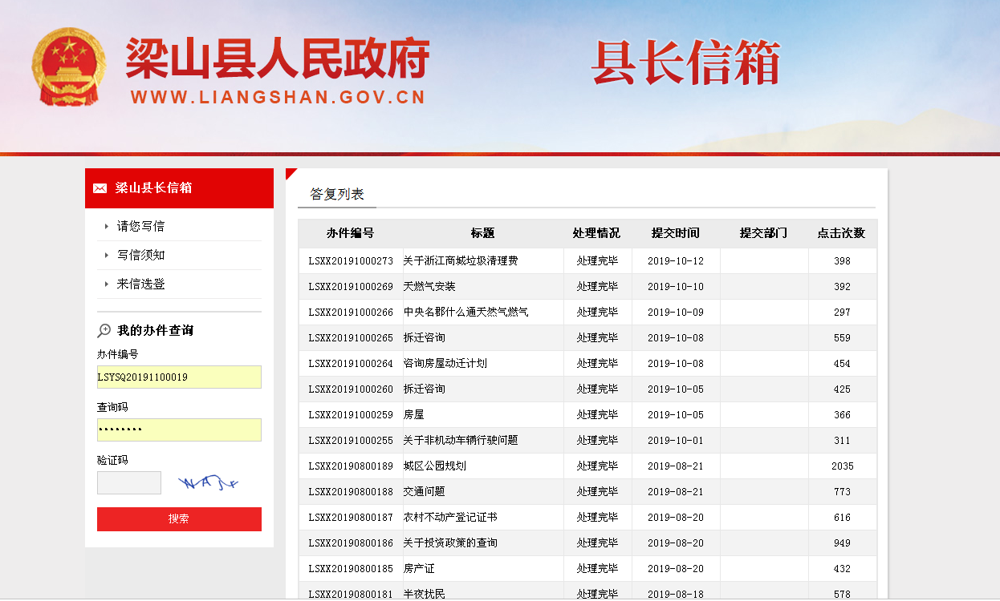 梁山县人民政府
WWW.LIANGSHAN.GOV.CN
县长信箱
梁山县长信箱
请您写信
写信须知
来信选登
我的办件查询
办件编号
LSYSQ20191100019
查询码
••••••••
验证码
搜索
答复列表
办件编号 标题 处理情况 提交时间 提交部门 点击次数
LSXX20191000273 关于浙江商城垃圾清理费 处理完毕 2019-10-12 398
LSXX20191000269 天燃气安装 处理完毕 2019-10-10 392
LSXX20191000266 中央名郡什么通天然气燃气 处理完毕 2019-10-09 297
LSXX20191000265 拆迁咨询 处理完毕 2019-10-08 559
LSXX20191000264 咨询房屋动迁计划 处理完毕 2019-10-08 454
LSXX20191000260 拆迁咨询 处理完毕 2019-10-05 425
LSXX20191000259 房屋 处理完毕 2019-10-05 366
LSXX20191000255 关于非机动车辆行驶问题 处理完毕 2019-10-01 311
LSXX20190800189 城区公园规划 处理完毕 2019-08-21 2035
LSXX20190800188 交通问题 处理完毕 2019-08-21 773
LSXX20190800187 农村不动产登记证书 处理完毕 2019-08-20 616
LSXX20190800186 关于投资政策的查询 处理完毕 2019-08-20 949
LSXX20190800185 房产证 处理完毕 2019-08-20 432
LSXX20190800181 半夜扰民 处理完毕 2019-08-18 578